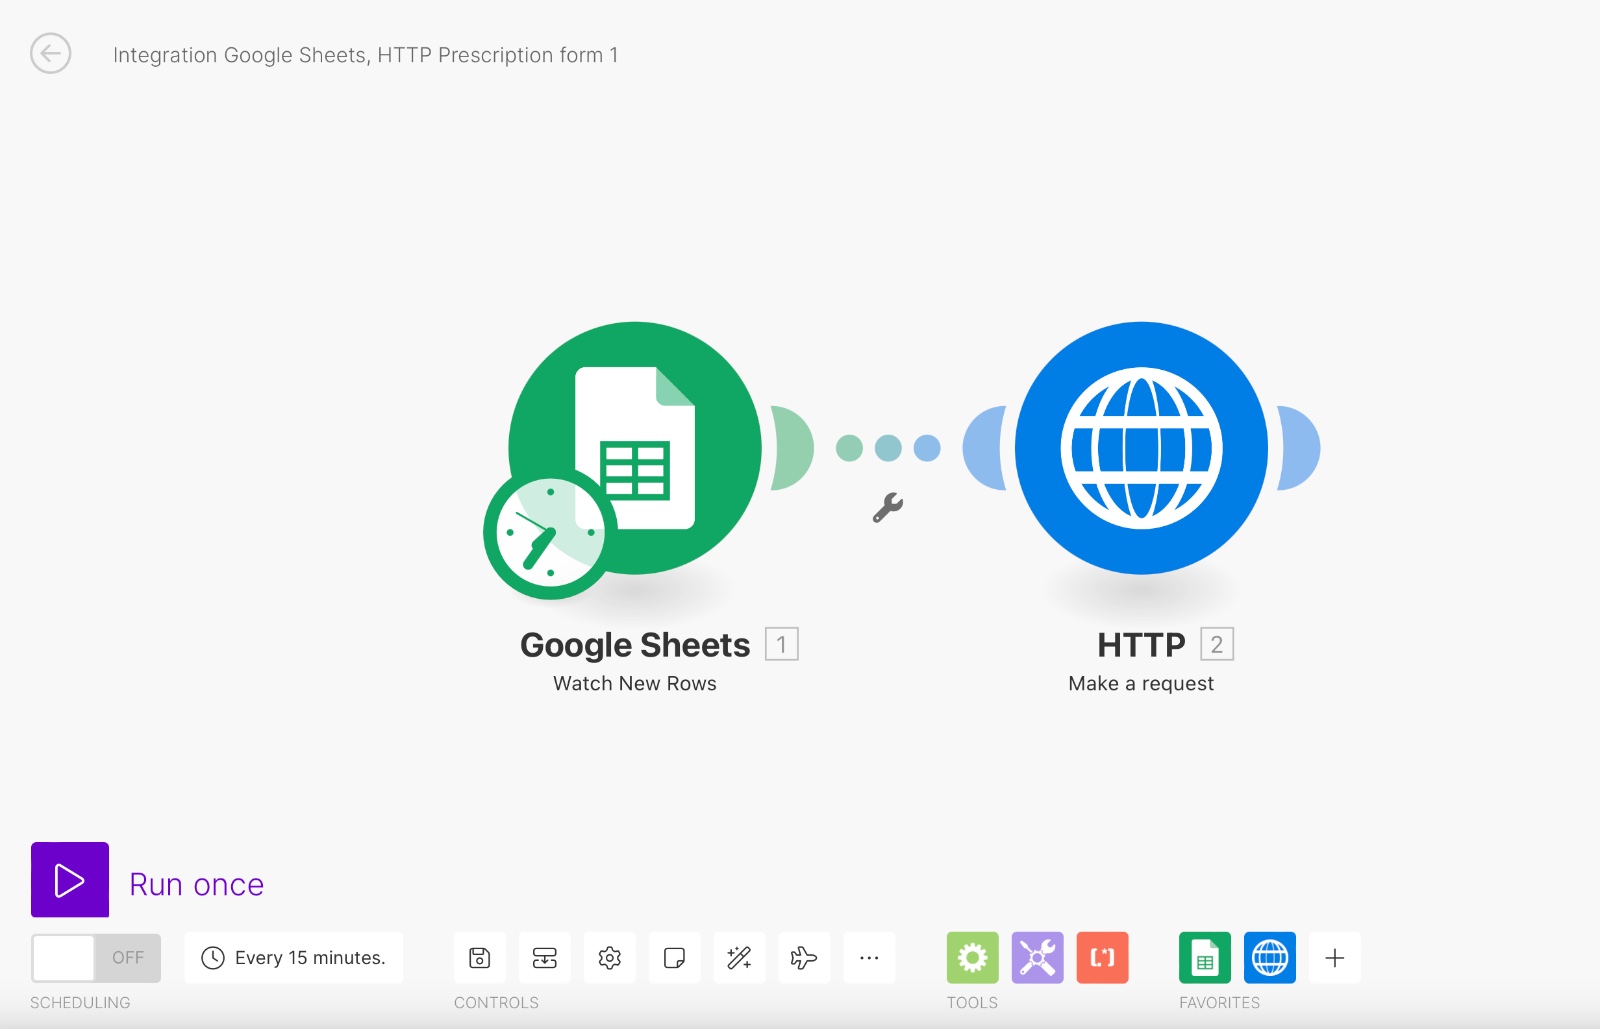 Integration Google Sheets, HTTP Prescription form 1
Google Sheets 1
Watch New Rows
HTTP 2
Make a request
Run once
OFF
Every 15 minutes.
SCHEDULING
CONTROLS
TOOLS
FAVORITES